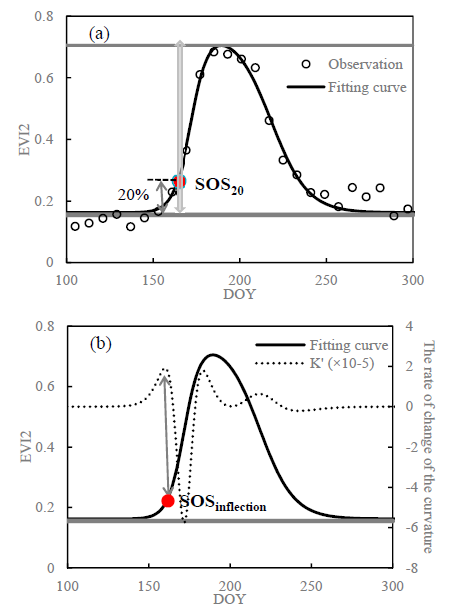 (a)
0.8
0.6
0.4
0.2
0
EVI2
Observation
Fitting curve
SOS20
20%
100
150
200
250
300
DOY
(b)
0.8
0.6
0.4
0.2
0
EVI2
Fitting curve
K' (×10-5)
SOSinflection
4
2
0
-2
-4
-6
-8
The rate of change of the curvature
100
150
200
250
300
DOY